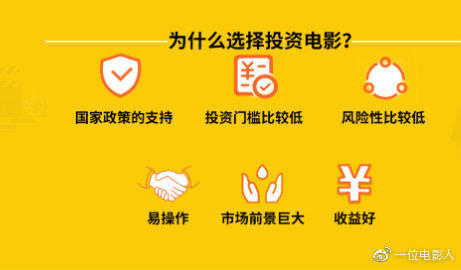 为什么选择投资电影？
国家政策的支持
投资门槛比较低
风险性比较低
易操作
市场前景巨大
收益好
一位电影人